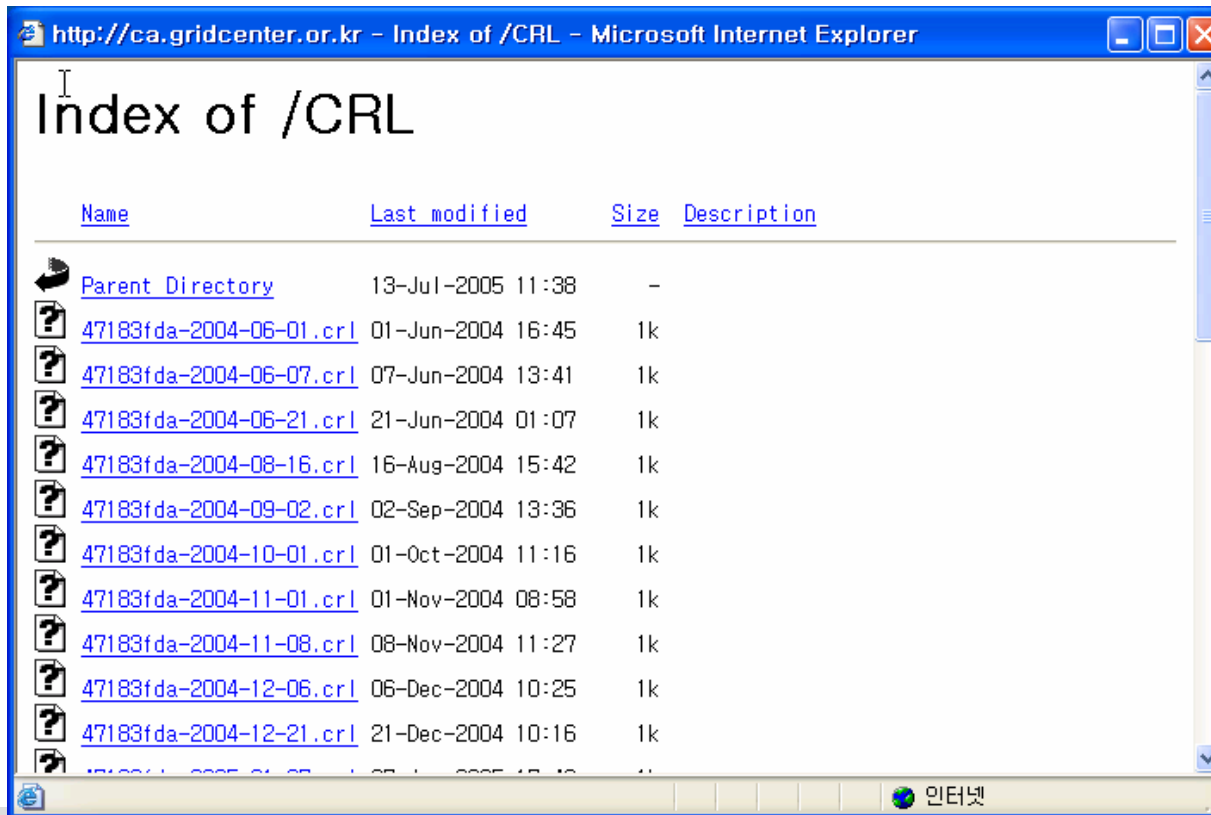 http://ca.gridcenter.or.kr - Index of /CRL - Microsoft Internet Explorer
Index of /CRL
Name Last modified Size Description
Parent Directory 13-Jul-2005 11:38 -
47183fda-2004-06-01.crl 01-Jun-2004 16:45 1k
47183fda-2004-06-07.crl 07-Jun-2004 13:41 1k
47183fda-2004-06-21.crl 21-Jun-2004 01:07 1k
47183fda-2004-08-16.crl 16-Aug-2004 15:42 1k
47183fda-2004-09-02.crl 02-Sep-2004 13:36 1k
47183fda-2004-10-01.crl 01-Oct-2004 11:16 1k
47183fda-2004-11-01.crl 01-Nov-2004 08:58 1k
47183fda-2004-11-08.crl 08-Nov-2004 11:27 1k
47183fda-2004-12-06.crl 06-Dec-2004 10:25 1k
47183fda-2004-12-21.crl 21-Dec-2004 10:16 1k
인터넷